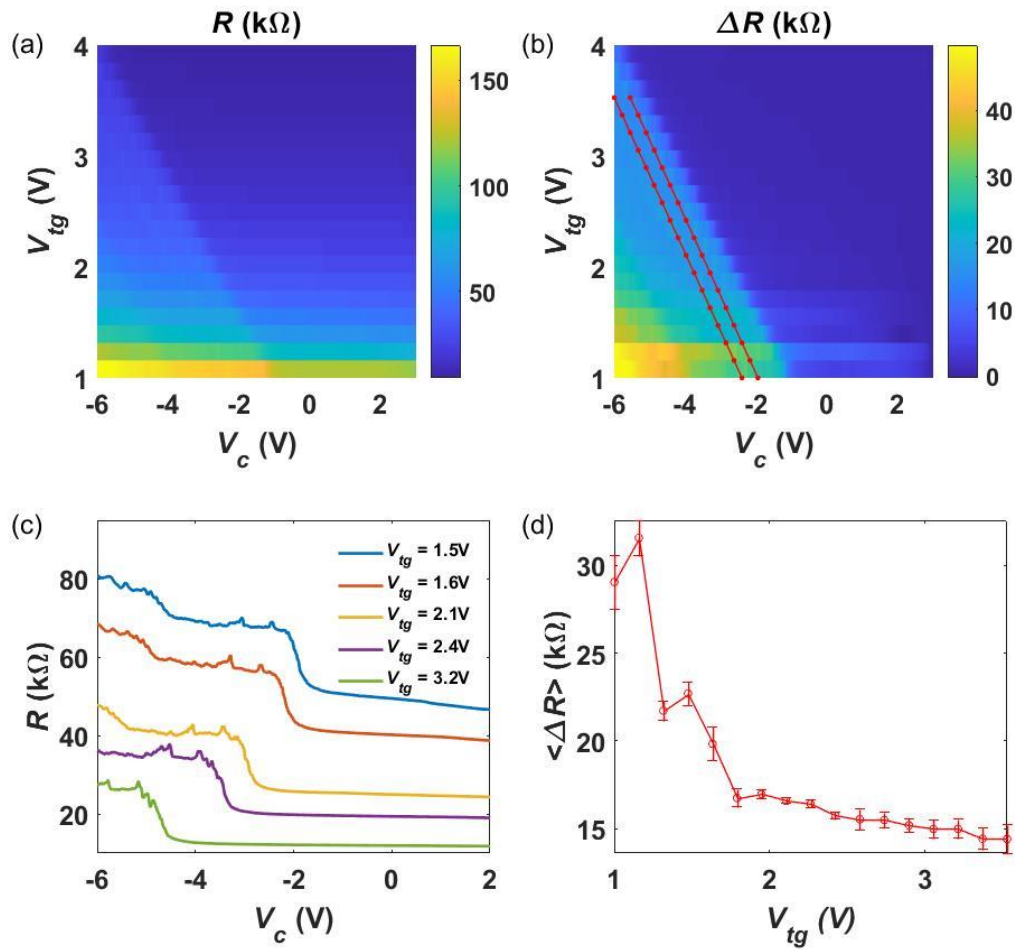 (a) R (kΩ)
4
3
2
1
V_tg (V)
-6 -4 -2 0 2
V_c (V)
150
100
50
(b) ΔR (kΩ)
4
3
2
1
V_tg (V)
-6 -4 -2 0 2
V_c (V)
40
30
20
10
0
(c)
80
60
40
20
R (kΩ)
V_tg = 1.5V
V_tg = 1.6V
V_tg = 2.1V
V_tg = 2.4V
V_tg = 3.2V
-6 -4 -2 0 2
V_c (V)
(d)
30
25
20
15
<ΔR> (kΩ)
1 2 3
V_tg (V)